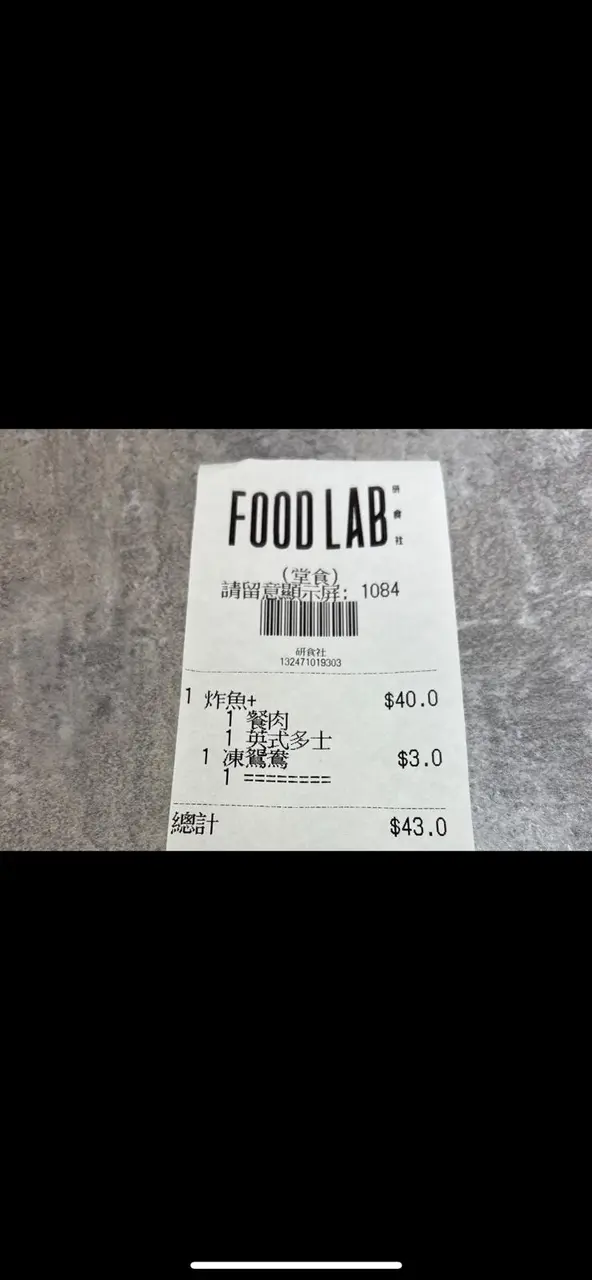 FOOD LAB 研食社
(堂食)
請留意顯示屏: 1084
研食社
132471019303
1 炸魚+ $40.0
1 餐肉
1 英式多士
1 凍鴛鴦 $3.0
1 ========
總計 $43.0